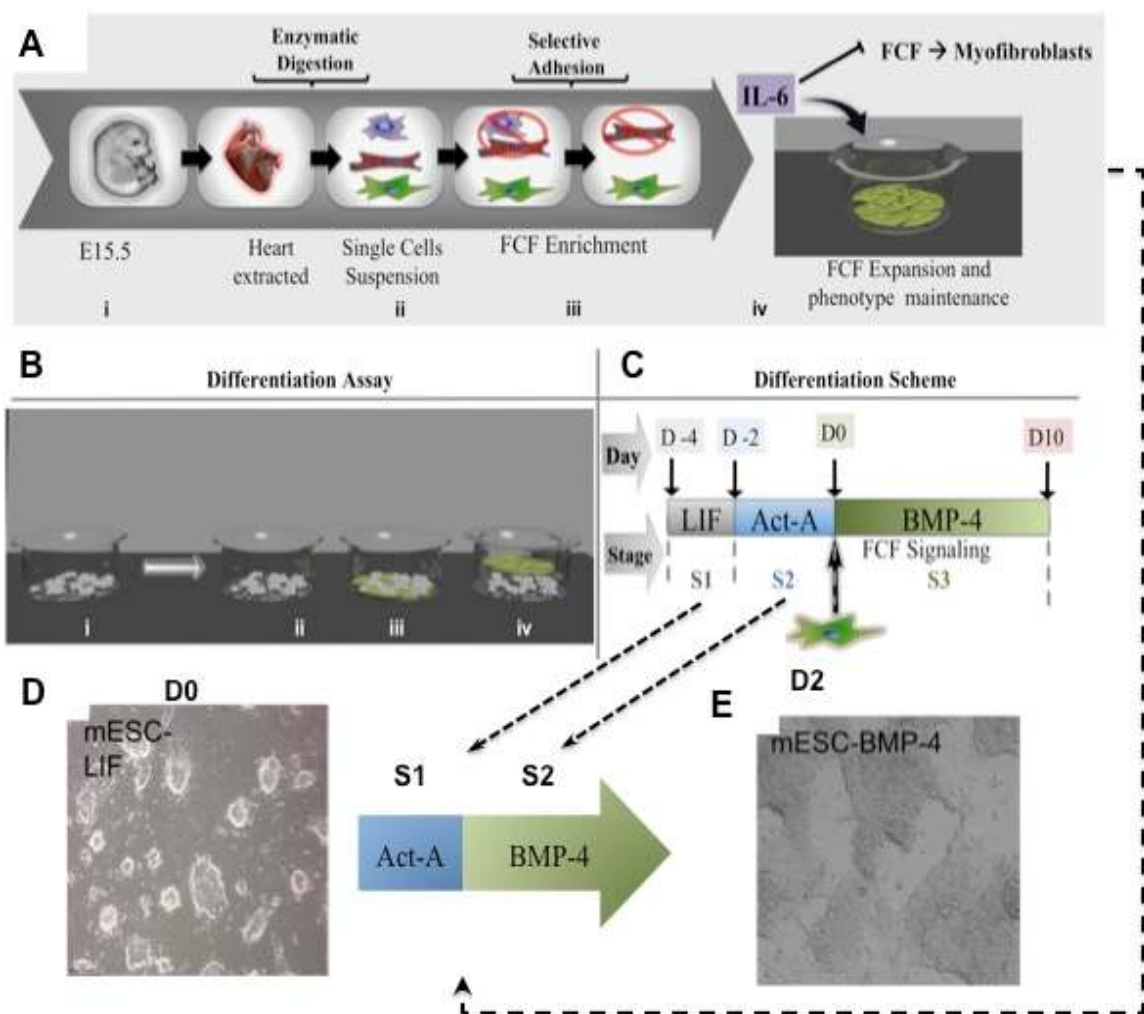 A
Enzymatic
Digestion
Selective
Adhesion
FCF → Myofibroblasts
IL-6
E15.5
Heart
extracted
Single Cells
Suspension
FCF Enrichment
FCF Expansion and
phenotype maintenance
i
ii
iii
iv
B
Differentiation Assay
i
ii
iii
iv
C
Differentiation Scheme
Day
D -4
D -2
D0
D10
LIF
Act-A
BMP-4
Stage
FCF Signaling
S1
S2
S3
D2
D
D0
mESC-
LIF
S1
S2
Act-A
BMP-4
E
mESC-BMP-4